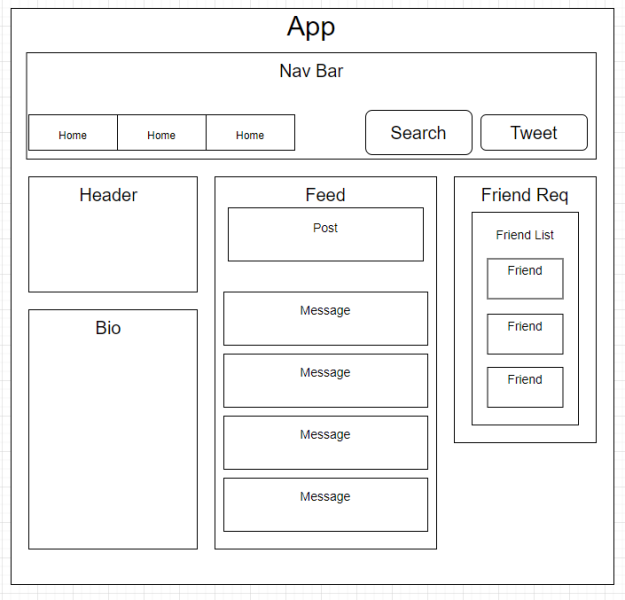 App
Nav Bar
Home
Home
Home
Search
Tweet
Header
Bio
Feed
Post
Message
Message
Message
Message
Friend Req
Friend List
Friend
Friend
Friend